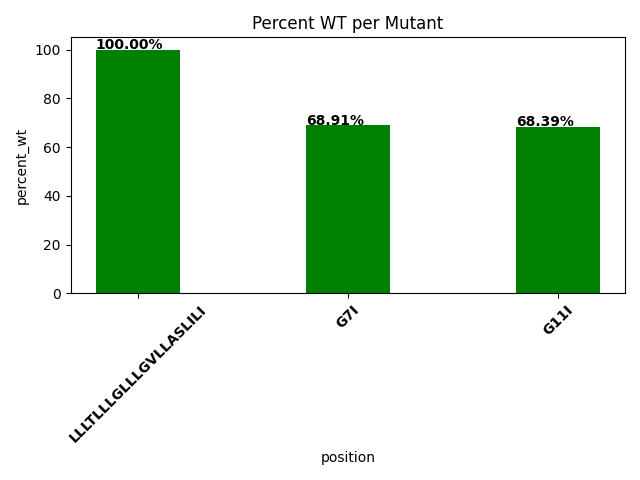 Percent WT per Mutant
percent_wt
100
80
60
40
20
0
100.00%
68.91%
68.39%
LLLTLLLGLLLGVLLASLILI
G7I
G11I
position